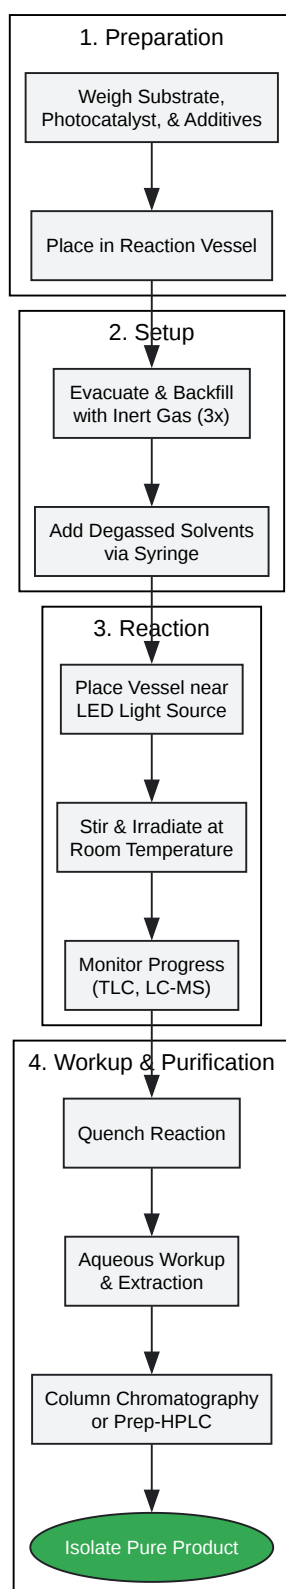 1. Preparation
Weigh Substrate,
Photocatalyst, & Additives
Place in Reaction Vessel
2. Setup
Evacuate & Backfill
with Inert Gas (3x)
Add Degassed Solvents
via Syringe
3. Reaction
Place Vessel near
LED Light Source
Stir & Irradiate at
Room Temperature
Monitor Progress
(TLC, LC-MS)
4. Workup & Purification
Quench Reaction
Aqueous Workup
& Extraction
Column Chromatography
or Prep-HPLC
Isolate Pure Product